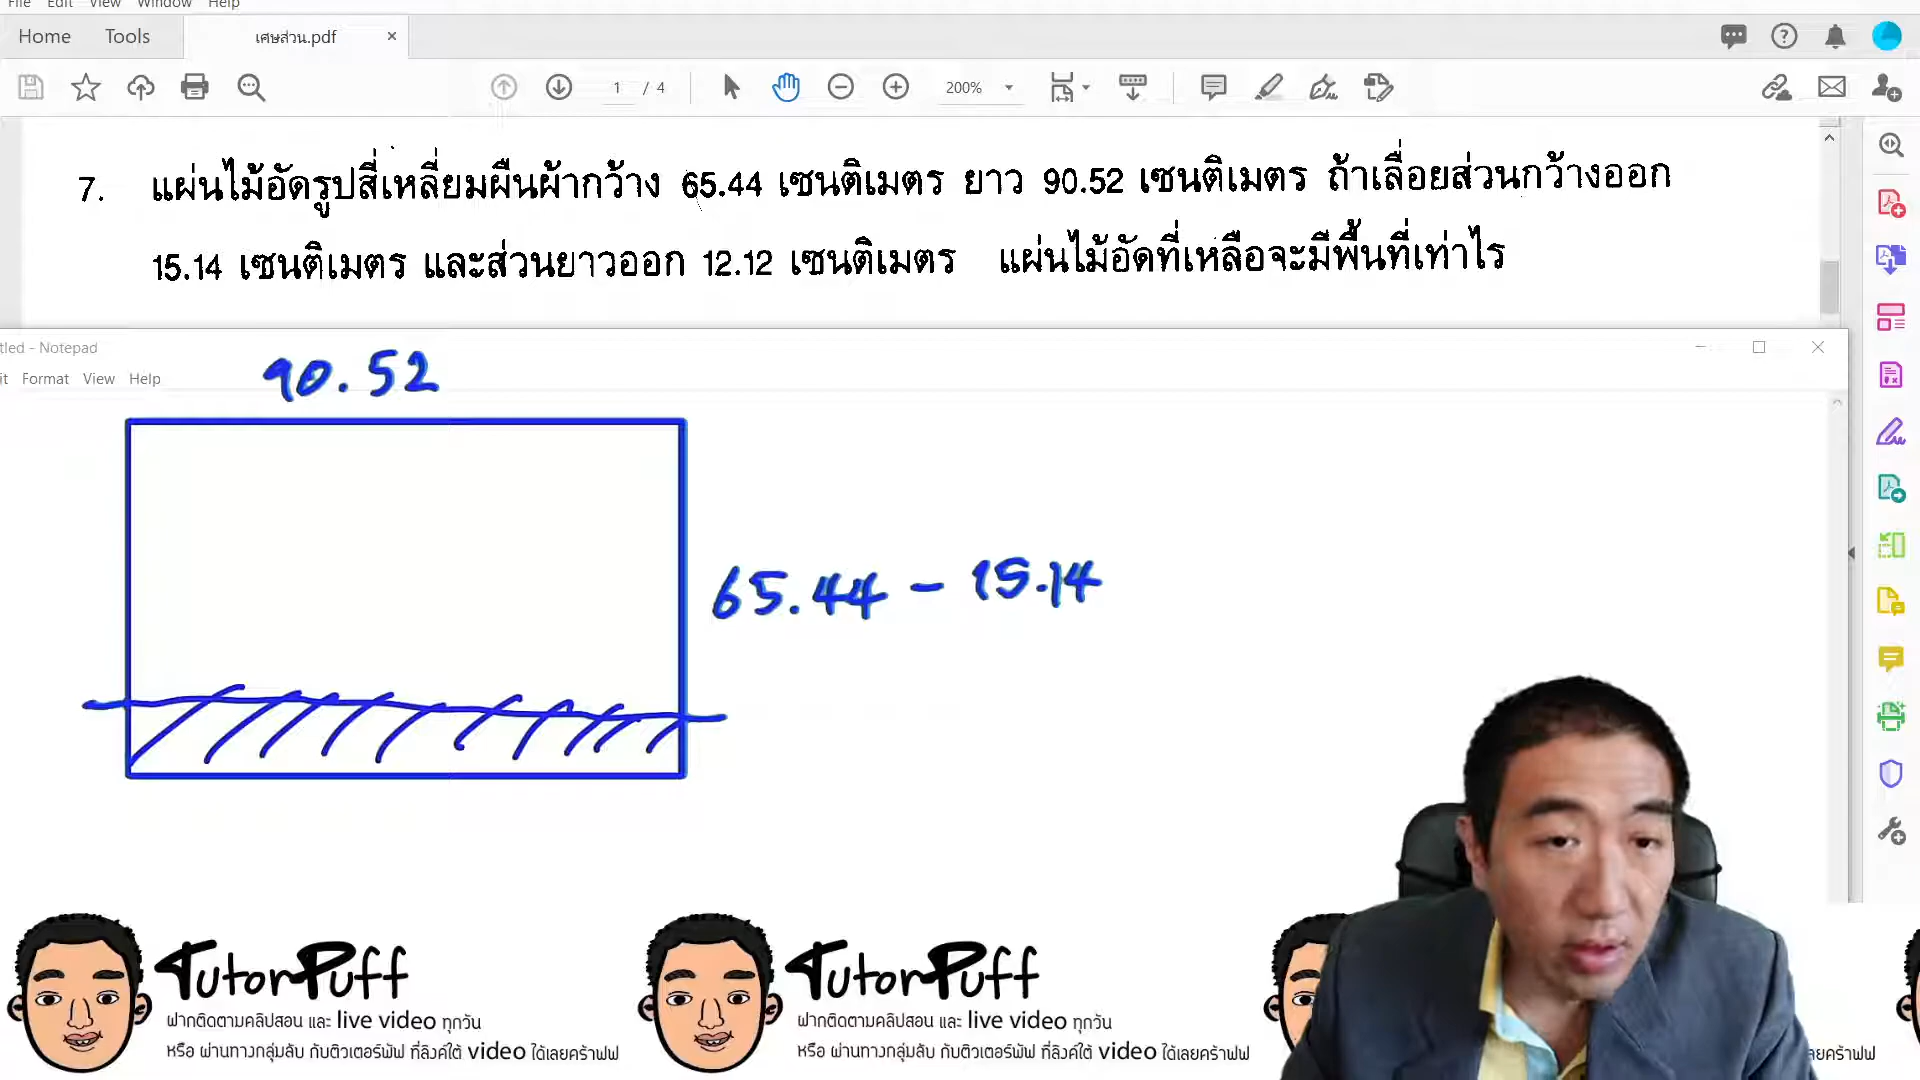 File Edit View Window Help
Home Tools เศษส่วน.pdf ×
1 / 4 200%
7. แผ่นไม้อัดรูปสี่เหลี่ยมผืนผ้ากว้าง 65.44 เซนติเมตร ยาว 90.52 เซนติเมตร ถ้าเลื่อยส่วนกว้างออก
15.14 เซนติเมตร และส่วนยาวออก 12.12 เซนติเมตร แผ่นไม้อัดที่เหลือจะมีพื้นที่เท่าไร
tled - Notepad
it Format View Help
90.52
65.44 - 15.14
TutorPuff TutorPuff
ฝากติดตามคลิปสอน และ live video ทุกวัน ฝากติดตามคลิปสอน และ live video ทุกวัน
หรือ ผ่านทางกลุ่มลับ กับติวเตอร์พัฟ ที่ลิงค์ใต้ video ได้เลยคร้าฟฟ หรือ ผ่านทางกลุ่มลับ กับติวเตอร์พัฟ ที่ลิงค์ใต้ video ได้เลยคร้าฟฟ ลยคร้าฟฟ